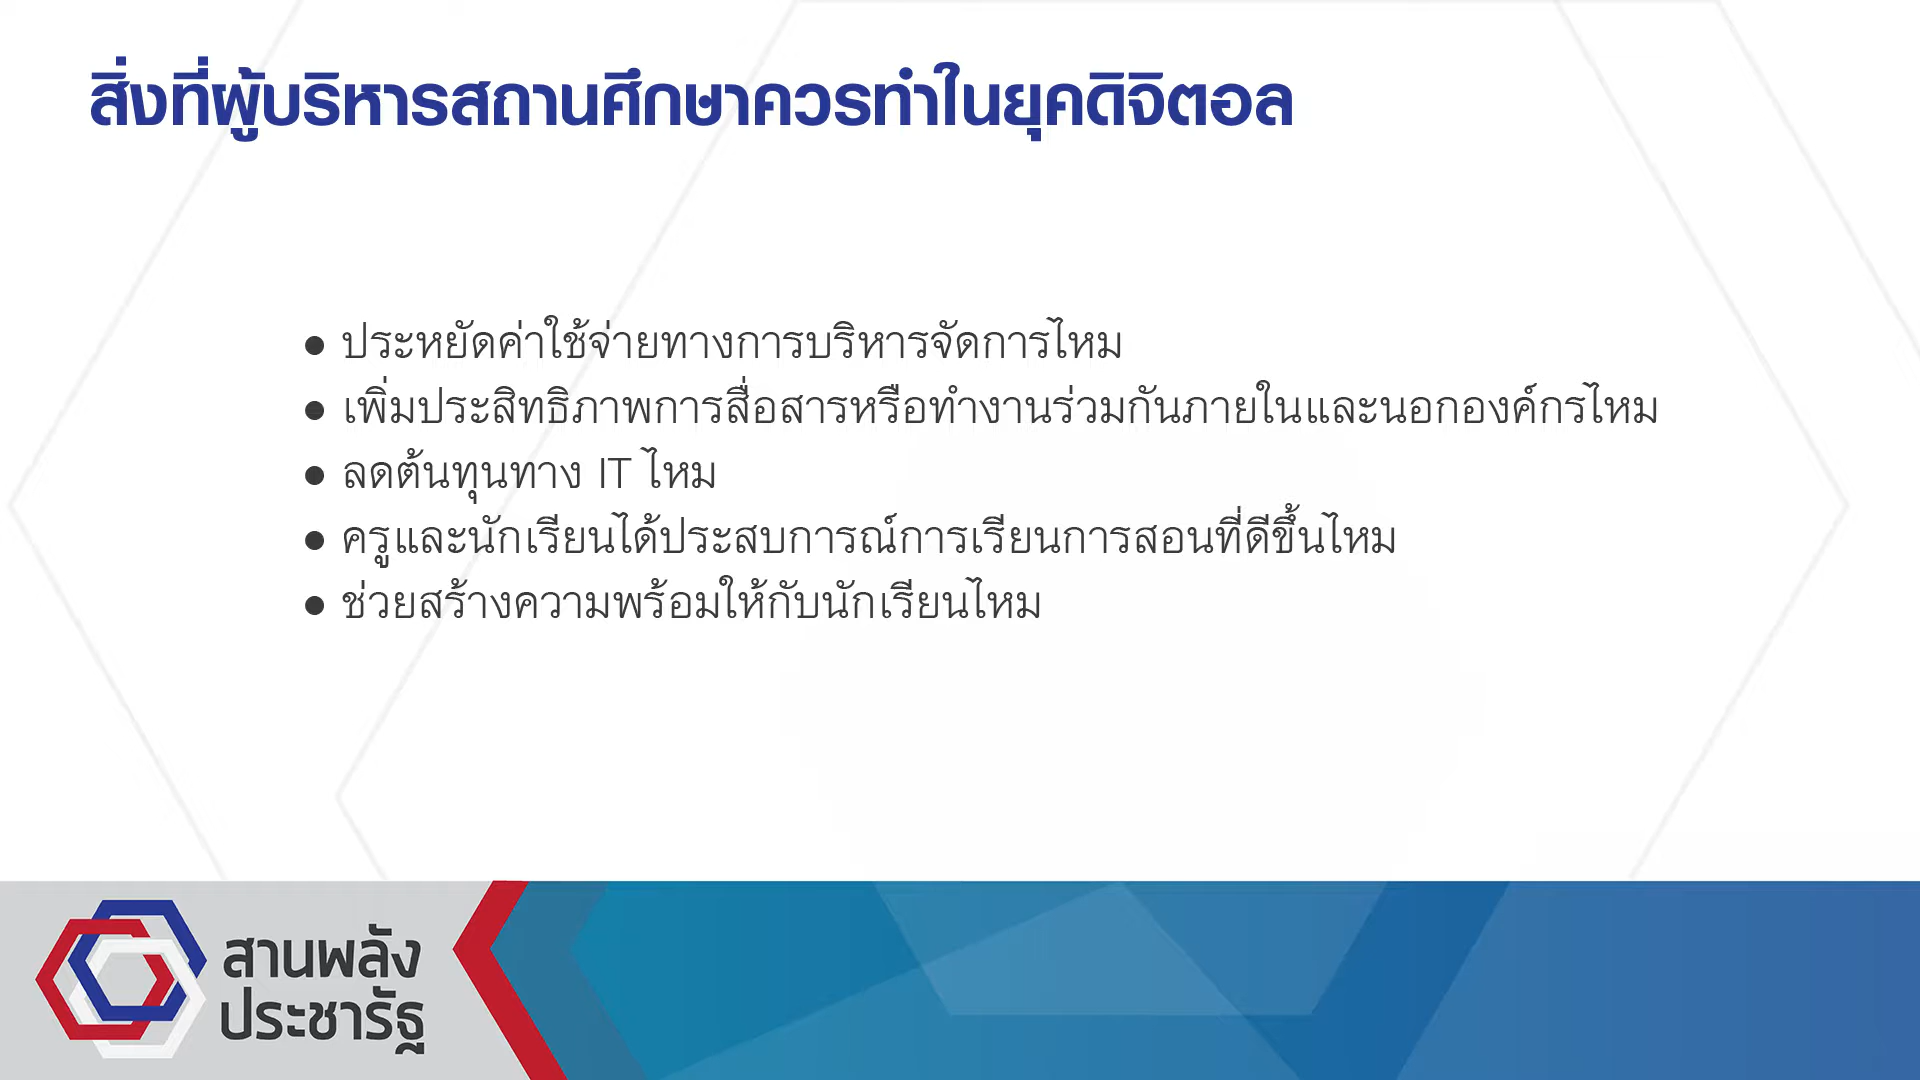 สิ่งที่ผู้บริหารสถานศึกษาควรทำในยุคดิจิตอล
● ประหยัดค่าใช้จ่ายทางการบริหารจัดการไหม
● เพิ่มประสิทธิภาพการสื่อสารหรือทำงานร่วมกันภายในและนอกองค์กรไหม
● ลดต้นทุนทาง IT ไหม
● ครูและนักเรียนได้ประสบการณ์การเรียนการสอนที่ดีขึ้นไหม
● ช่วยสร้างความพร้อมให้กับนักเรียนไหม
สานพลัง
ประชารัฐ